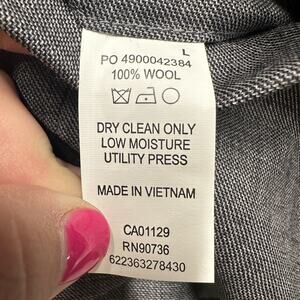 L
PO 4900042384
100% WOOL
DRY CLEAN ONLY
LOW MOISTURE
UTILITY PRESS
MADE IN VIETNAM
CA01129
RN90736
622363278430